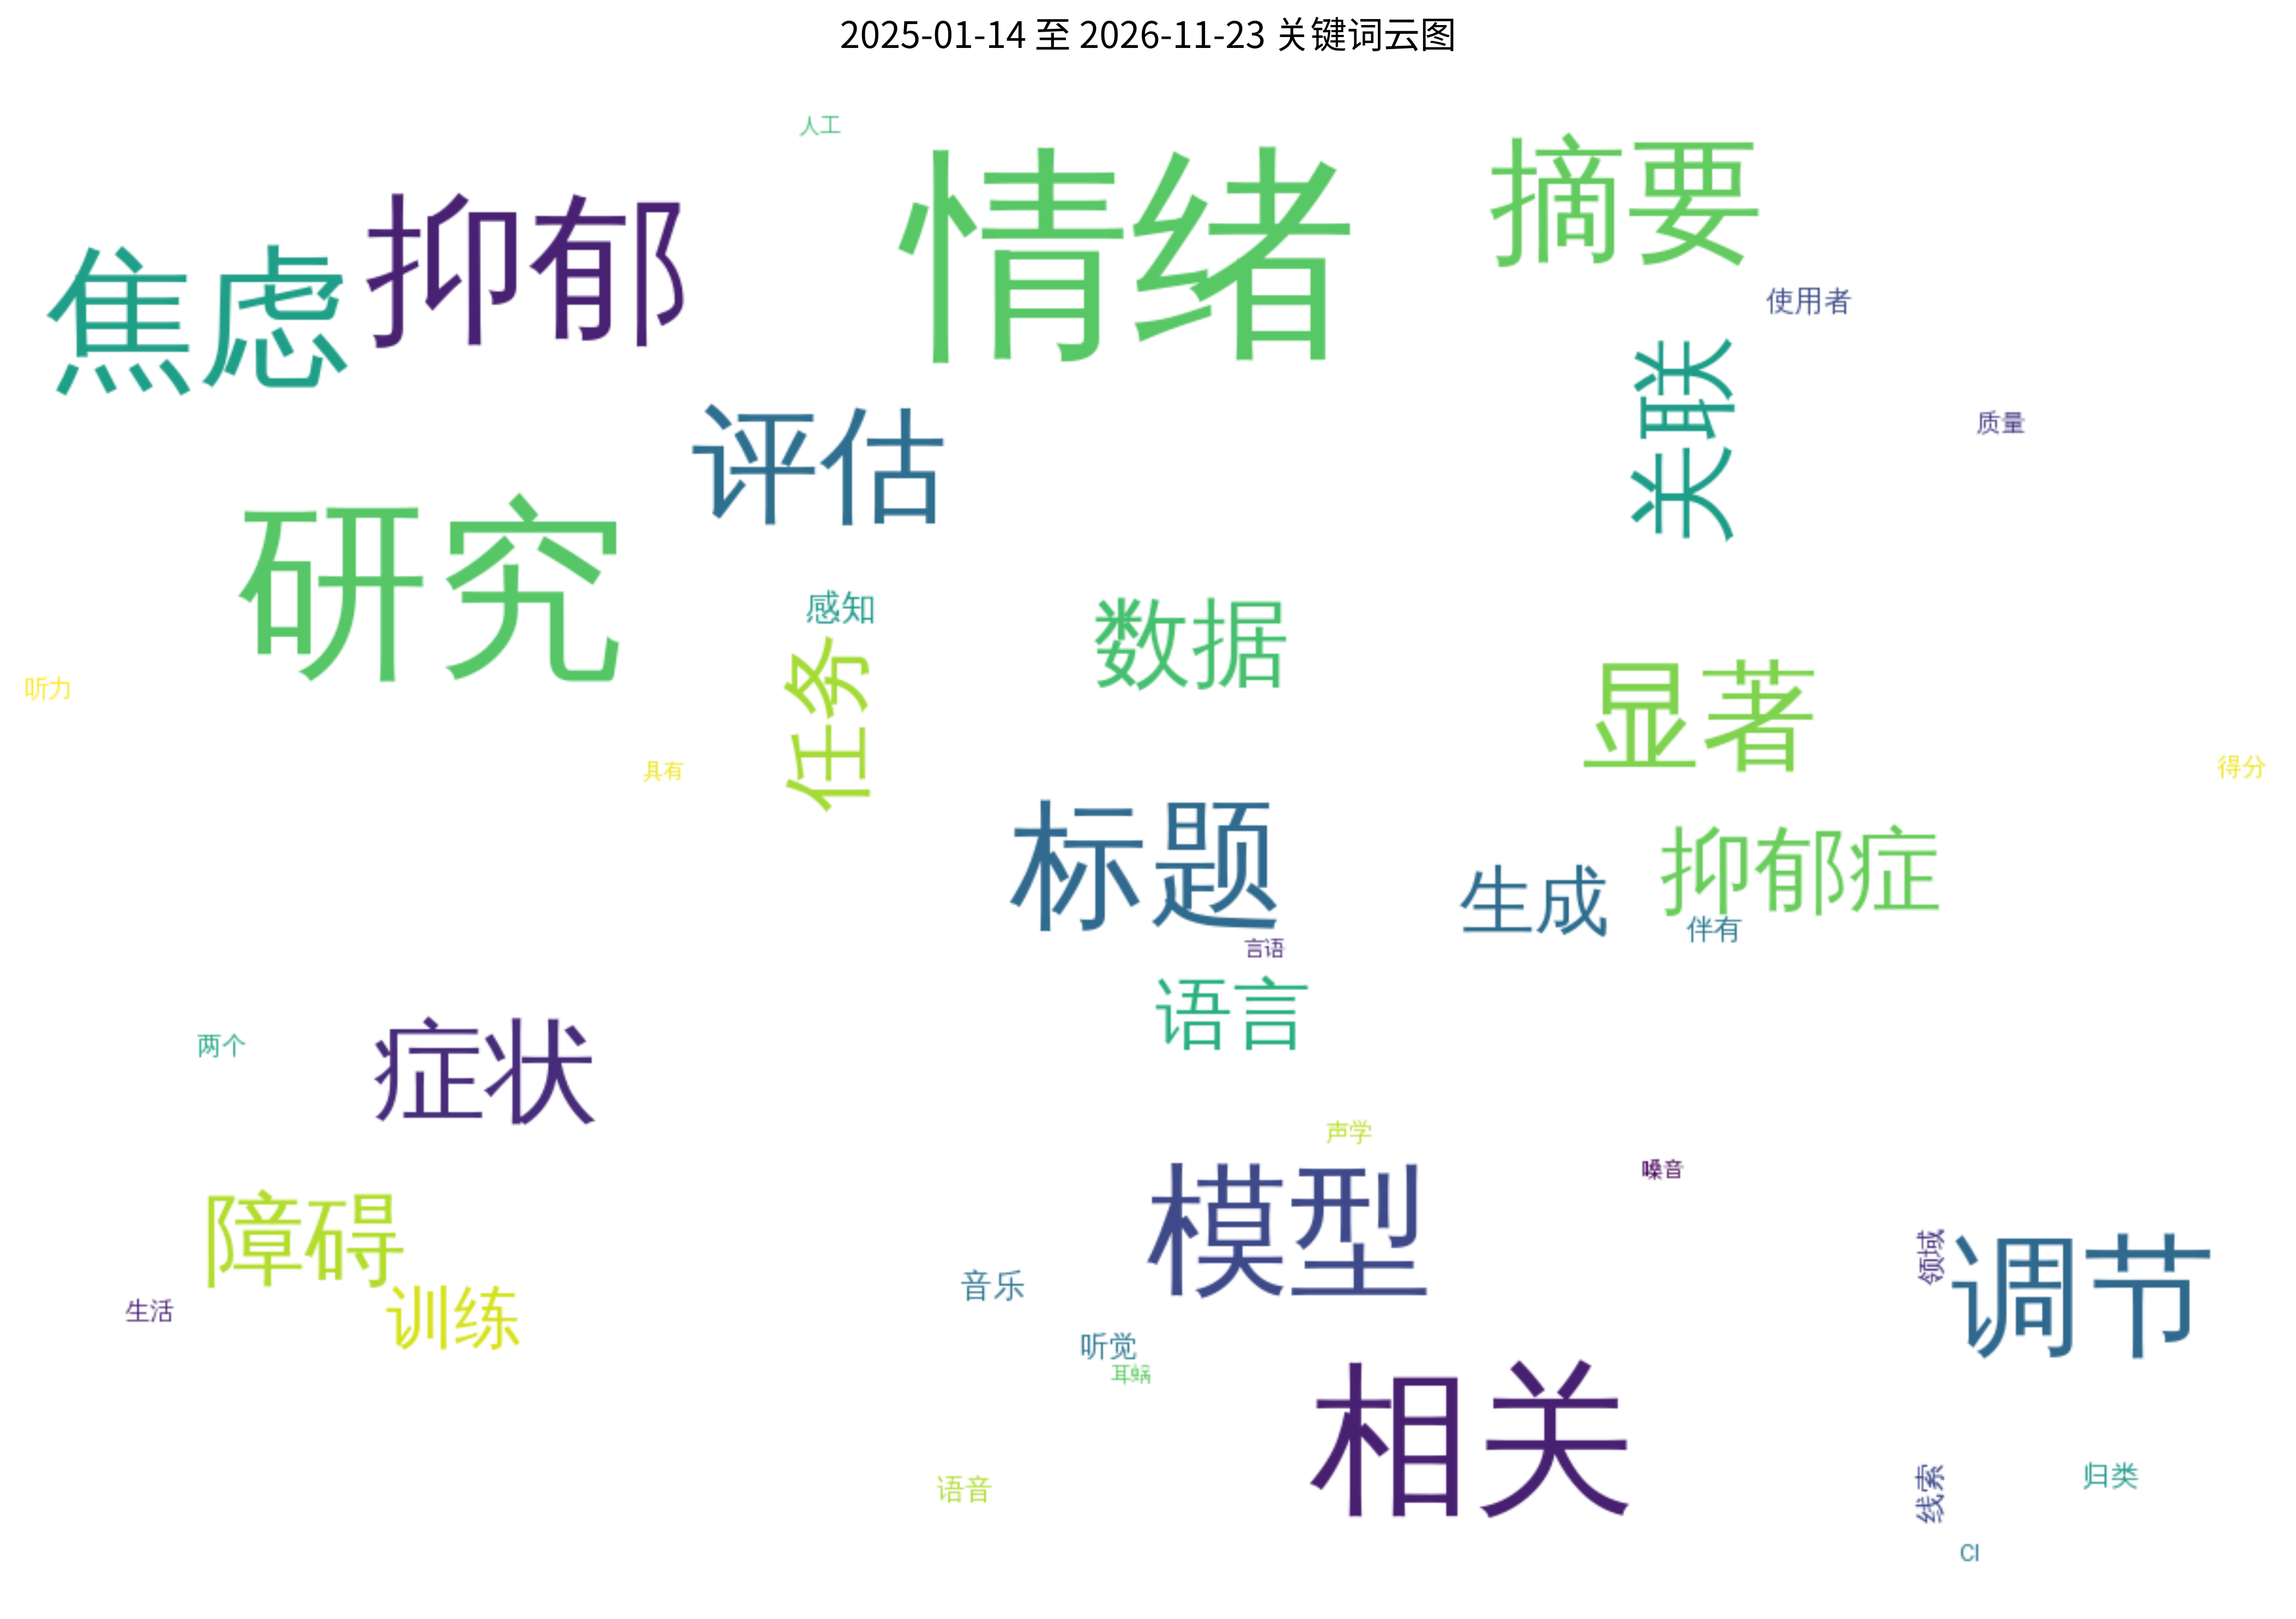 2025-01-14 至 2026-11-23 关键词云图
人工
情绪
摘要
抑郁
焦虑
使用者
关联
质量
评估
研究
感知
数据
任务
听力
显著
具有
得分
标题
生成
抑郁症
伴有
言语
语言
两个
症状
声学
嗓音
模型
障碍
领域
调节
音乐
生活
训练
听觉
耳蜗
相关
语音
线索
归类
CI